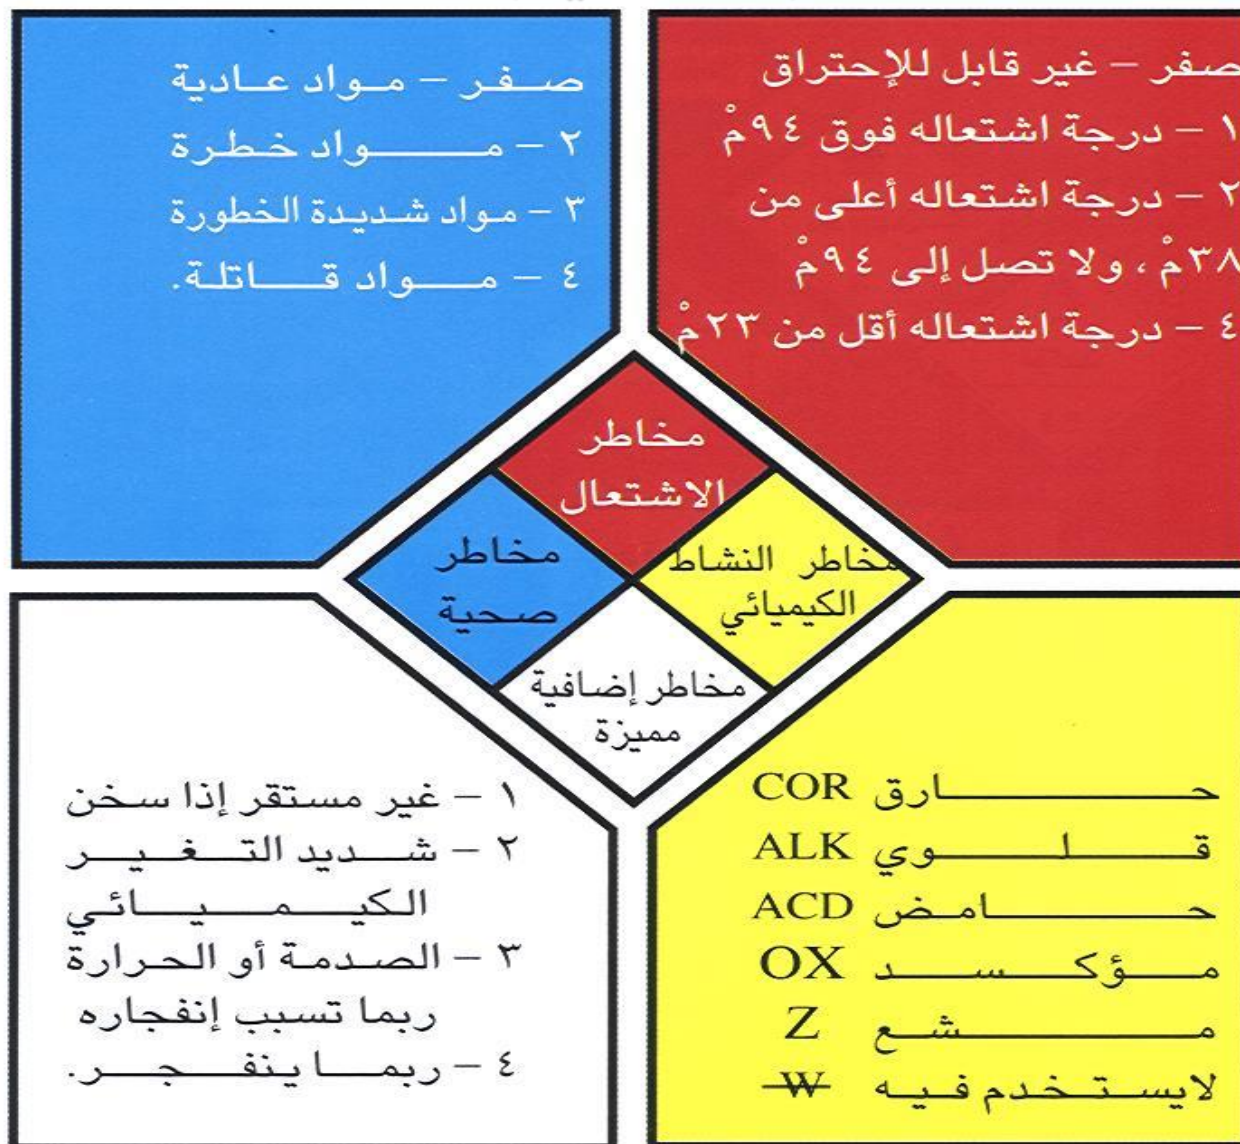 صفر – غير قابل للإحتراق
١ – درجة اشتعاله فوق ٩٤ مْ
٢ – درجة اشتعاله أعلى من
٣٨ مْ ، ولا تصل إلى ٩٤ مْ
٤ – درجة اشتعاله أقل من ٢٣ مْ
صفر – مواد عادية
٢ – مواد خطرة
٣ – مواد شديدة الخطورة
٤ – مواد قاتلة.
مخاطر
الاشتعال
مخاطر النشاط
الكيميائي
مخاطر
صحية
مخاطر إضافية
مميزة
حارق COR
قلوي ALK
حامض ACD
مؤكسد OX
مشع Z
لايستخدم فيه W
١ – غير مستقر إذا سخن
٢ – شديد التغير
الكيميائي
٣ – الصدمة أو الحرارة
ربما تسبب إنفجاره
٤ – ربما ينفجر.